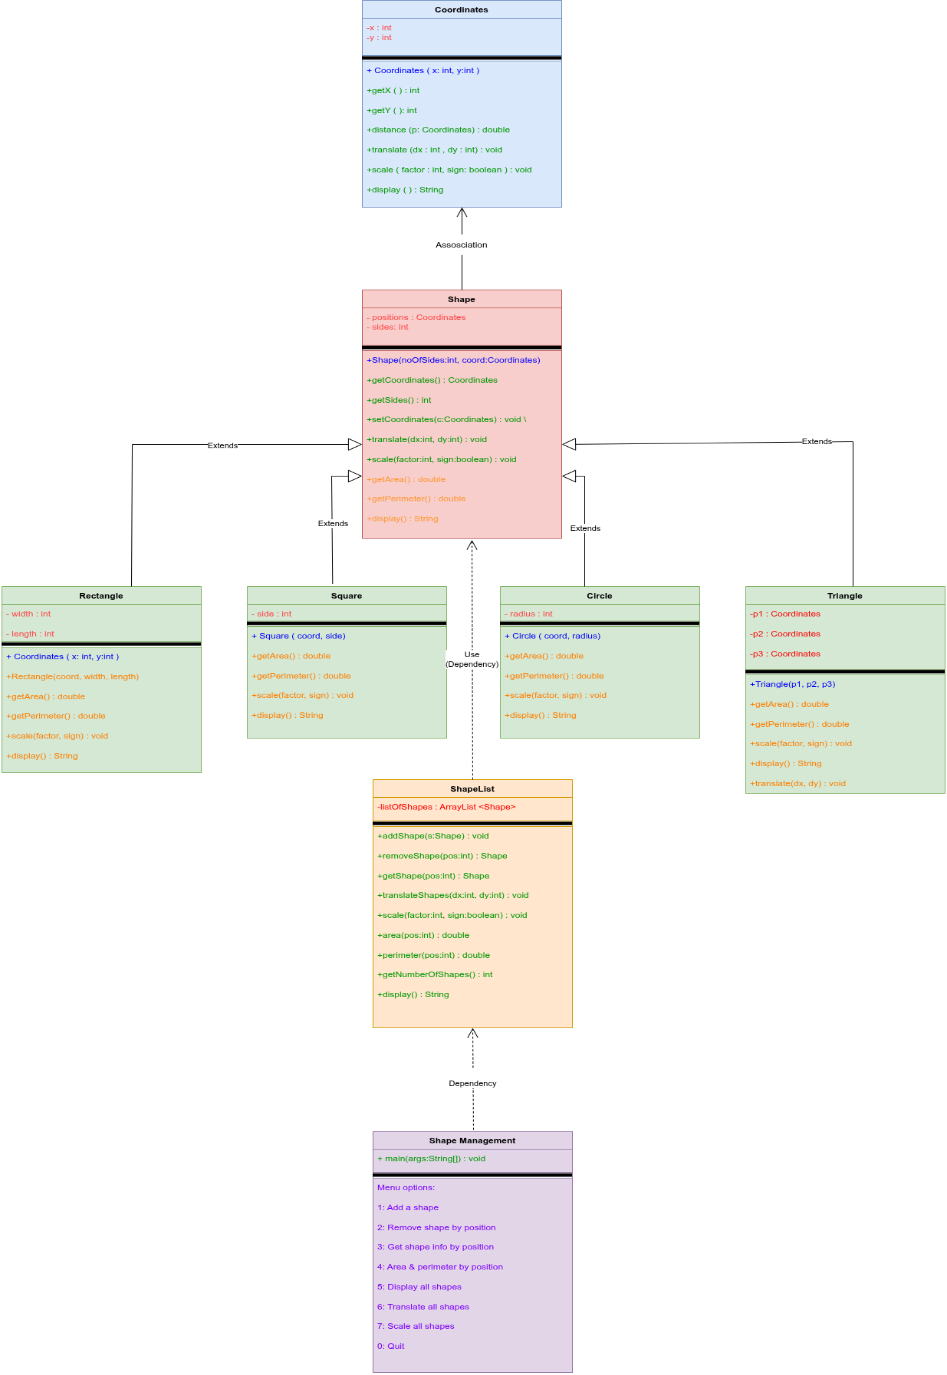 Coordinates
-x : int
-y : int
+ Coordinates ( x: int, y:int )
+getX ( ) : int
+getY ( ): int
+distance (p: Coordinates) : double
+translate (dx : int , dy : int) : void
+scale ( factor : int, sign: boolean ) : void
+display ( ) : String
Assosciation
Shape
- positions : Coordinates
- sides: int
+Shape(noOfSides:int, coord:Coordinates)
+getCoordinates() : Coordinates
+getSides() : int
+setCoordinates(c:Coordinates) : void \
+translate(dx:int, dy:int) : void
+scale(factor:int, sign:boolean) : void
+getArea() : double
+getPerimeter() : double
+display() : String
Extends
Extends
Extends
Extends
Rectangle
- width : int
- length : int
+ Coordinates ( x: int, y:int )
+Rectangle(coord, width, length)
+getArea() : double
+getPerimeter() : double
+scale(factor, sign) : void
+display() : String
Square
- side : int
+ Square ( coord, side)
+getArea() : double
+getPerimeter() : double
+scale(factor, sign) : void
+display() : String
Use
(Dependency)
Circle
- radius : int
+ Circle ( coord, radius)
+getArea() : double
+getPerimeter() : double
+scale(factor, sign) : void
+display() : String
Triangle
-p1 : Coordinates
-p2 : Coordinates
-p3 : Coordinates
+Triangle(p1, p2, p3)
+getArea() : double
+getPerimeter() : double
+scale(factor, sign) : void
+display() : String
+translate(dx, dy) : void
ShapeList
-listOfShapes : ArrayList <Shape>
+addShape(s:Shape) : void
+removeShape(pos:int) : Shape
+getShape(pos:int) : Shape
+translateShapes(dx:int, dy:int) : void
+scale(factor:int, sign:boolean) : void
+area(pos:int) : double
+perimeter(pos:int) : double
+getNumberOfShapes() : int
+display() : String
Dependency
Shape Management
+ main(args:String[]) : void
Menu options:
1: Add a shape
2: Remove shape by position
3: Get shape info by position
4: Area & perimeter by position
5: Display all shapes
6: Translate all shapes
7: Scale all shapes
0: Quit